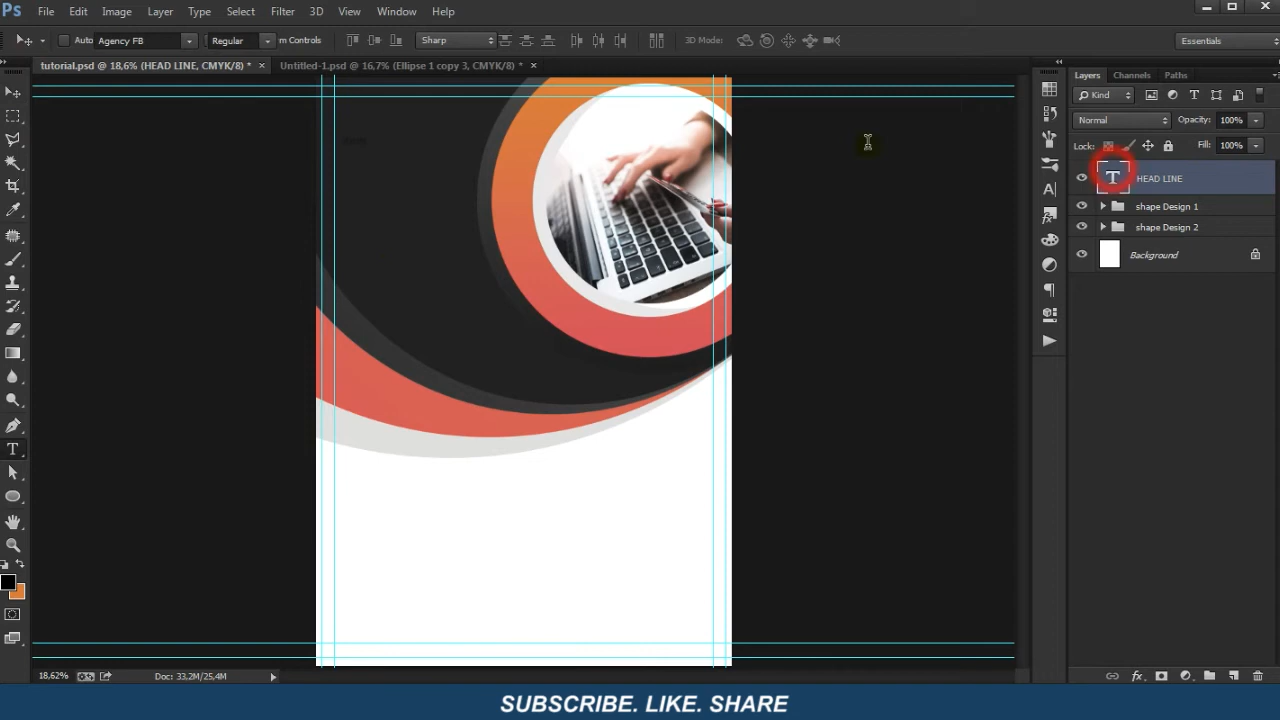 Ps File Edit Image Layer Type Select Filter 3D View Window Help
Auto Agency FB Regular m Controls Sharp 3D Mode: Essentials
tutorial.psd @ 18,6% (HEAD LINE, CMYK/8) * × Untitled-1.psd @ 16,7% (Ellipse 1 copy 3, CMYK/8) * ×
Layers Channels Paths
Kind
Normal Opacity: 100%
Lock: Fill: 100%
T HEAD LINE
shape Design 1
shape Design 2
Background
18,62% Doc: 33,2M/25,4M
SUBSCRIBE. LIKE. SHARE